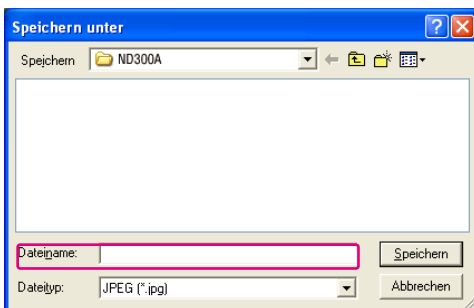 Speichern unter
Speichern ND300A
Dateiname: Speichern
Dateityp: JPEG (*.jpg) Abbrechen